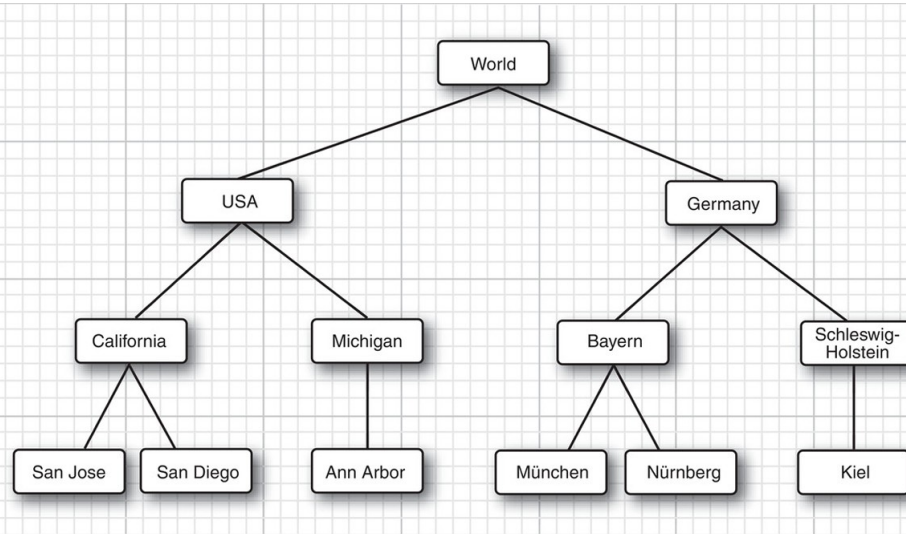 World
USA
Germany
California
Michigan
Bayern
Schleswig-
Holstein
San Jose
San Diego
Ann Arbor
München
Nürnberg
Kiel